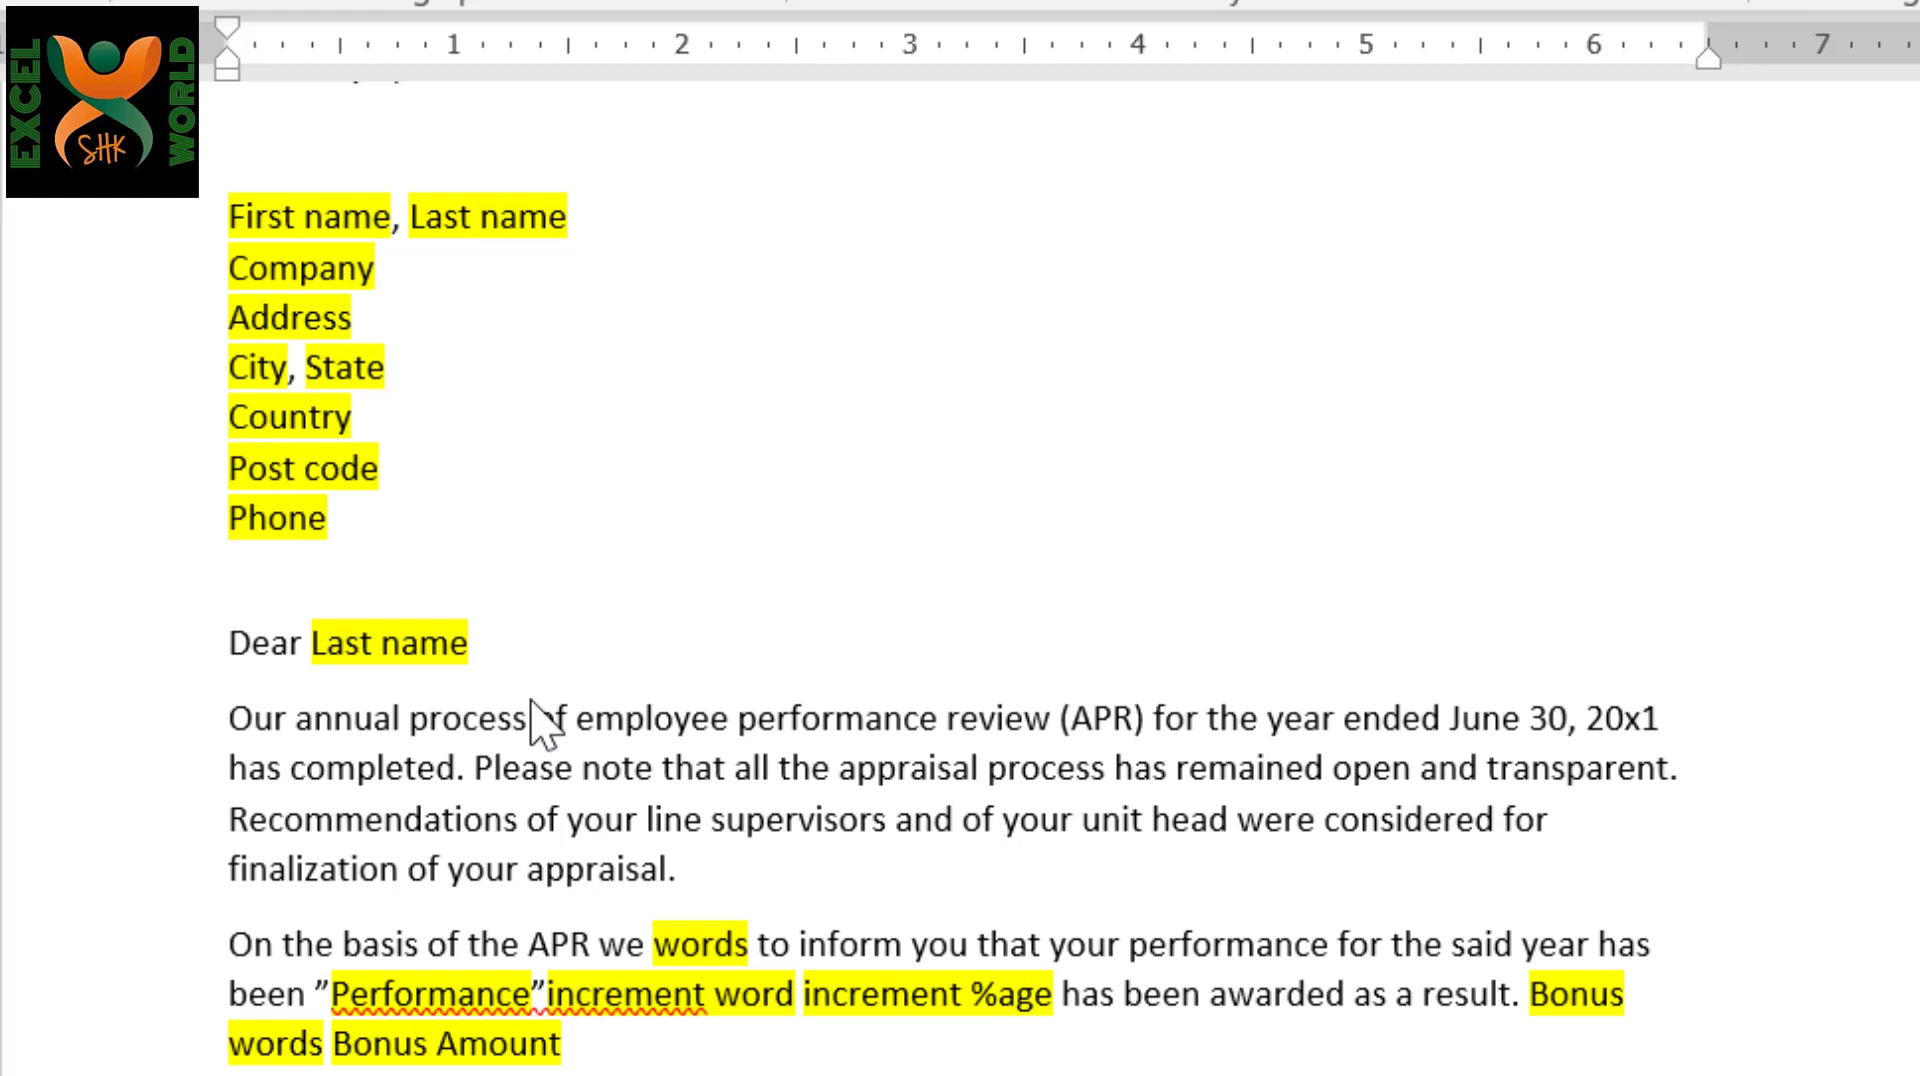 EXCEL
SHK
WORLD
1 2 3 4 5 6 7
First name, Last name
Company
Address
City, State
Country
Post code
Phone
Dear Last name
Our annual process of employee performance review (APR) for the year ended June 30, 20x1
has completed. Please note that all the appraisal process has remained open and transparent.
Recommendations of your line supervisors and of your unit head were considered for
finalization of your appraisal.
On the basis of the APR we words to inform you that your performance for the said year has
been ”Performance”increment word increment %age has been awarded as a result. Bonus
words Bonus Amount